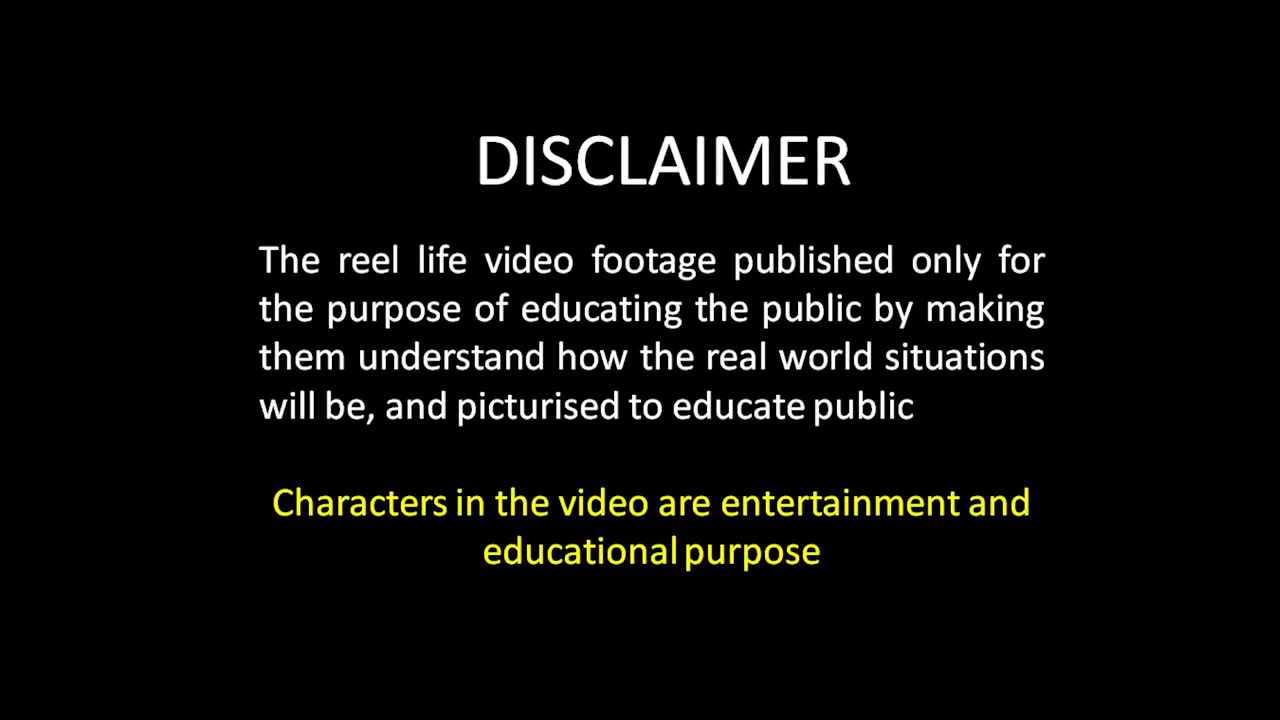 DISCLAIMER
The reel life video footage published only for
the purpose of educating the public by making
them understand how the real world situations
will be, and picturised to educate public
Characters in the video are entertainment and
educational purpose